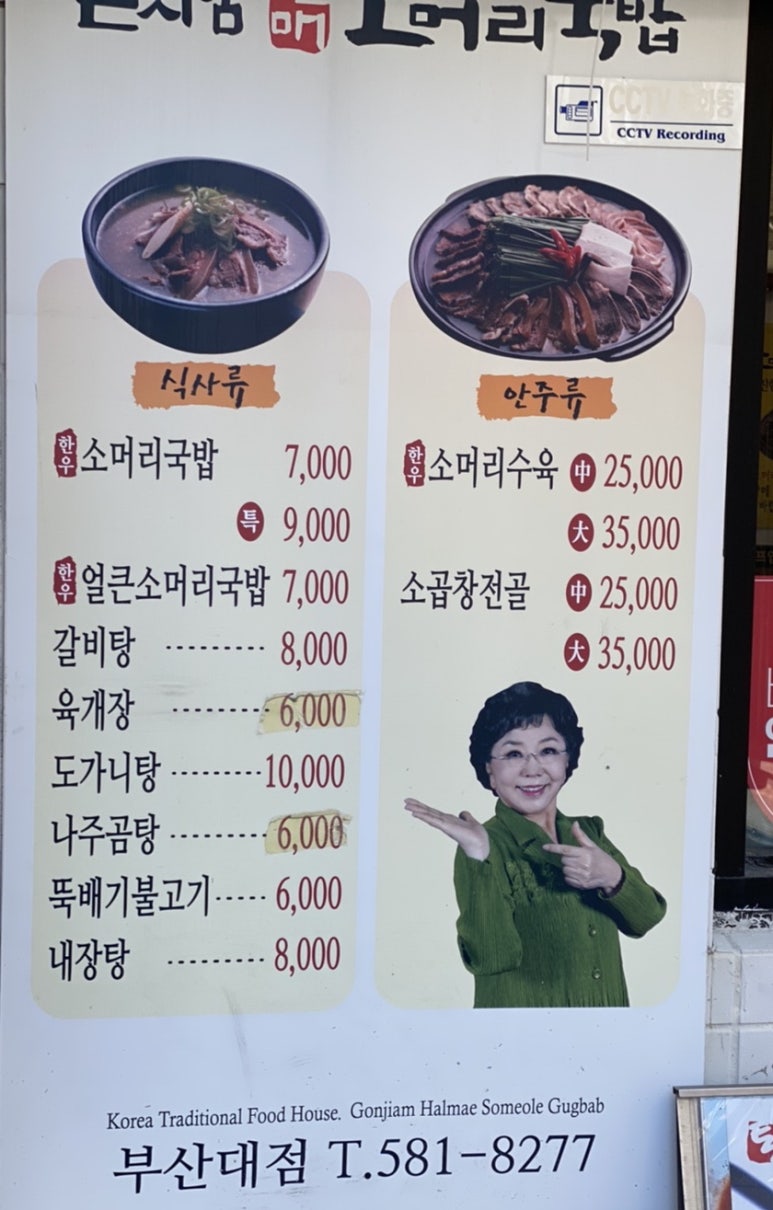 소머리국밥
CCTV
CCTV Recording
식사류
한우 소머리국밥 7,000
특 9,000
한우 얼큰소머리국밥 7,000
갈비탕 ·········· 8,000
육개장 ·········· 6,000
도가니탕 ·········· 10,000
나주곰탕 ·········· 6,000
뚝배기불고기 ····· 6,000
내장탕 ·········· 8,000
안주류
한우 소머리수육 中 25,000
大 35,000
소곱창전골 中 25,000
大 35,000
Korea Traditional Food House. Gonjiam Halmae Someole Gugbab
부산대점 T.581-8277